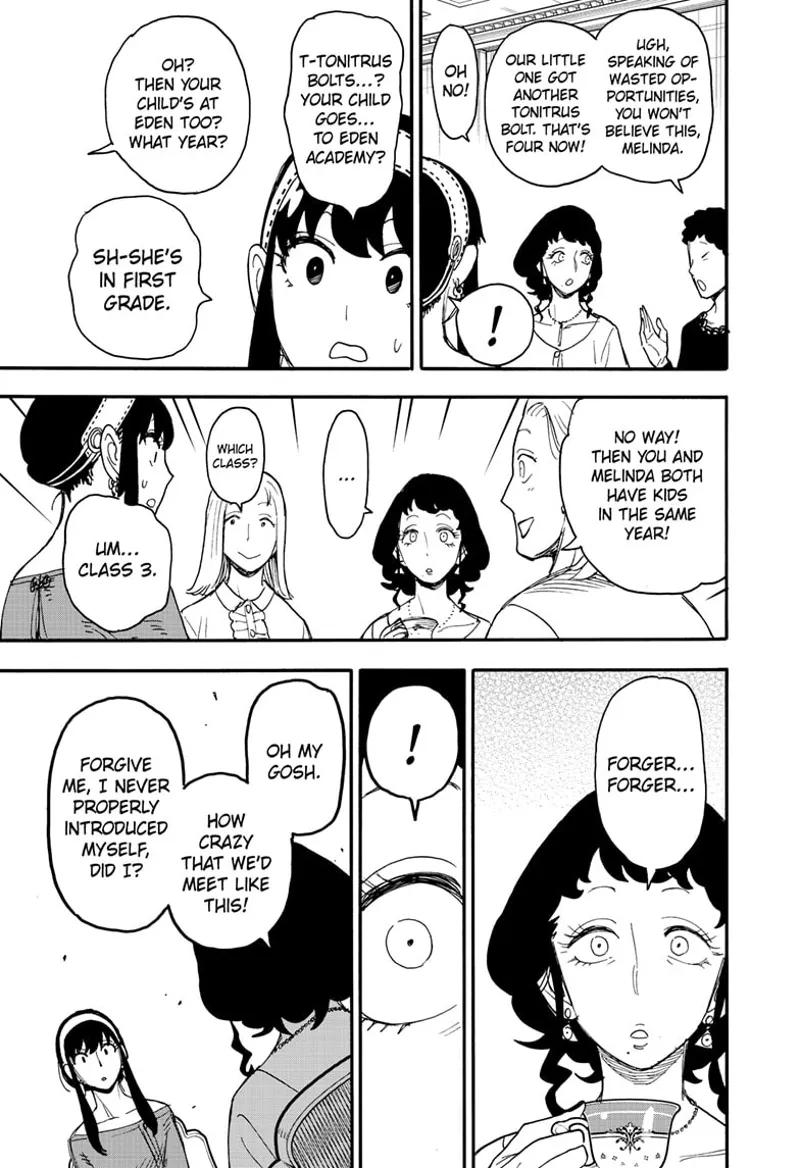 UGH,
SPEAKING OF
WASTED OP-
PORTUNITIES,
YOU WON'T
BELIEVE THIS,
MELINDA.
OUR LITTLE
ONE GOT
ANOTHER
TONITRUS
BOLT. THAT'S
FOUR NOW!
OH
NO!
!
T-TONITRUS
BOLTS...?
YOUR CHILD
GOES...
TO EDEN
ACADEMY?
OH?
THEN YOUR
CHILD'S AT
EDEN TOO?
WHAT YEAR?
SH-SHE'S
IN FIRST
GRADE.
NO WAY!
THEN YOU AND
MELINDA BOTH
HAVE KIDS
IN THE SAME
YEAR!
...
WHICH
CLASS?
UM...
CLASS 3.
FORGER...
FORGER...
!
OH MY
GOSH.
HOW
CRAZY
THAT WE'D
MEET LIKE
THIS!
FORGIVE
ME, I NEVER
PROPERLY
INTRODUCED
MYSELF,
DID I?